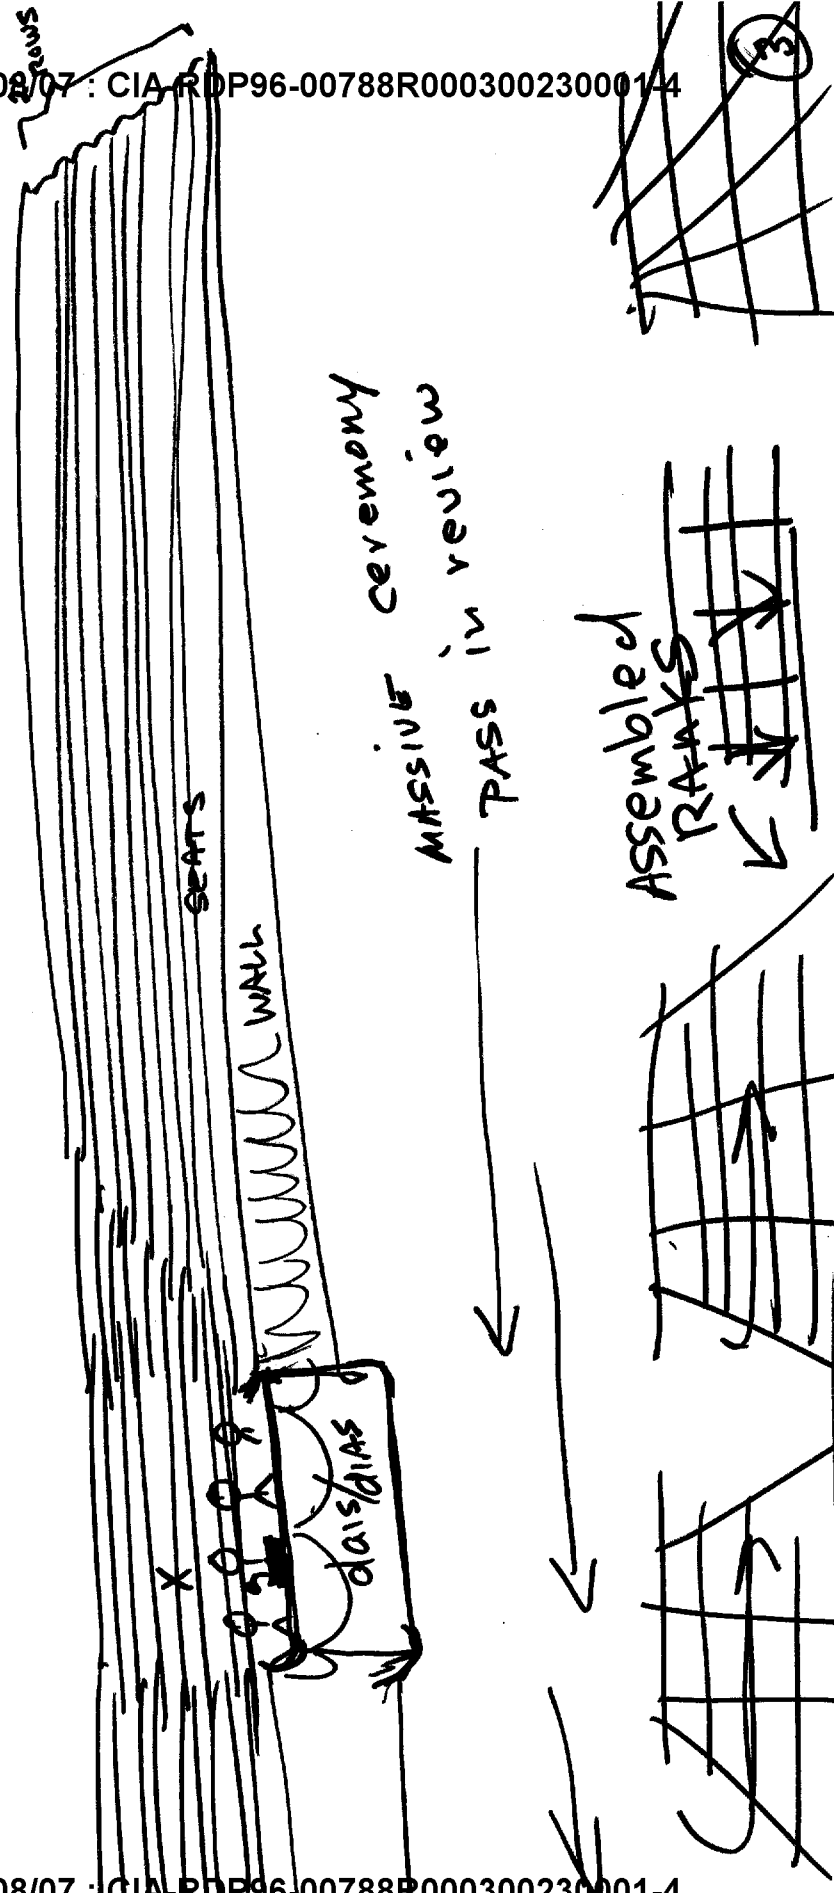 08/07 : CIA-RDP96-00788R000300230001-4
3
ROWS
MASSIVE ceremony
PASS in review
Assembled
RANKS
SEATS
WALL
dais/dias
08/07 : CIA-RDP96-00788R000300230001-4